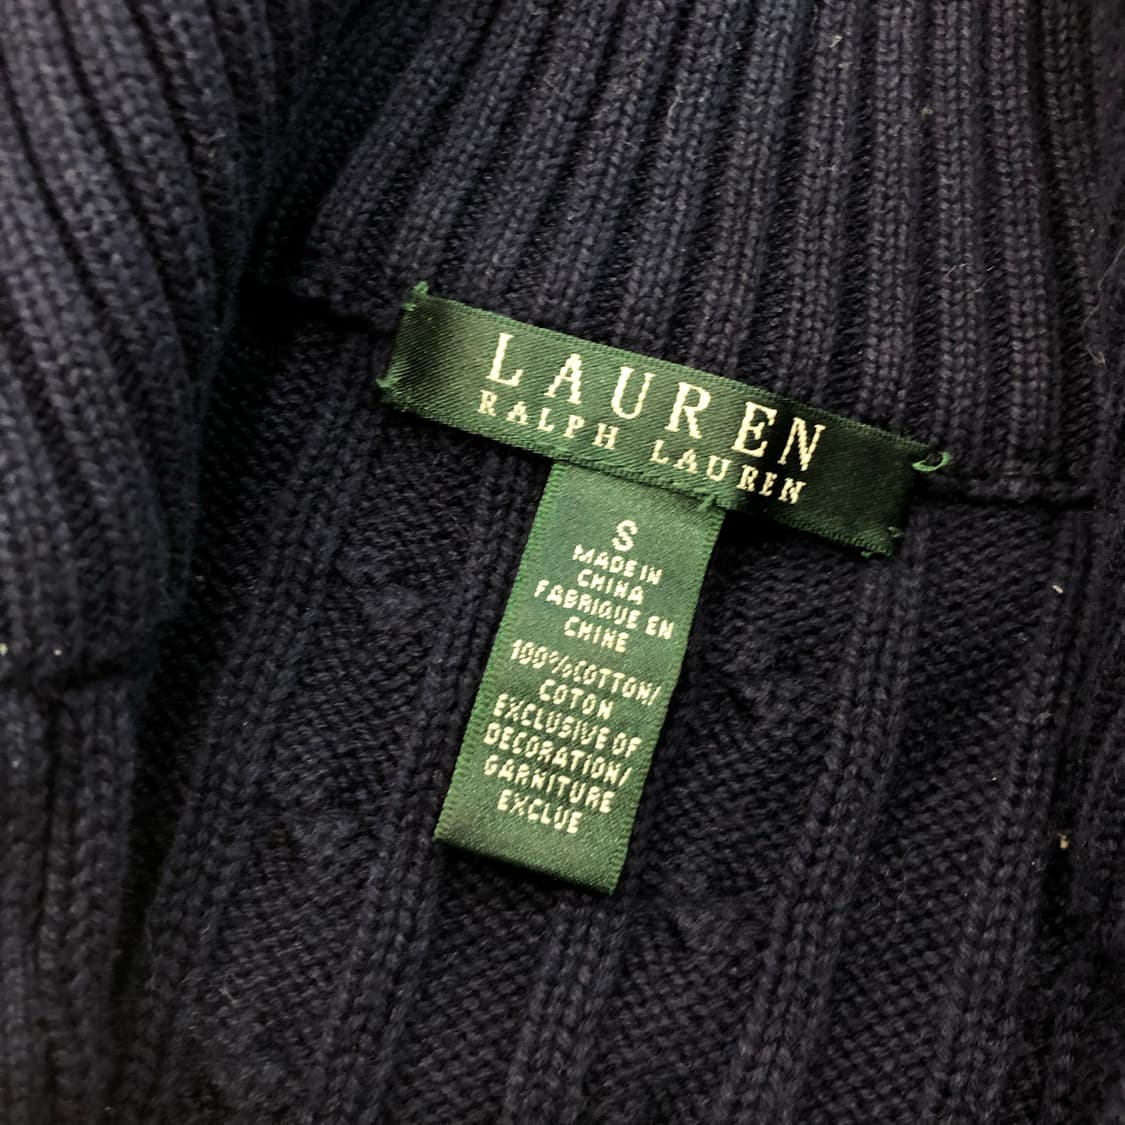 LAUREN
RALPH LAUREN
S
MADE IN
CHINA
FABRIQUE EN
CHINE
100%COTTON/
COTON
EXCLUSIVE OF
DECORATION/
GARNITURE
EXCLUE